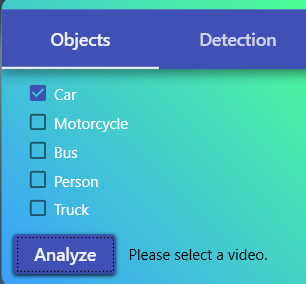 Objects Detection
Car
Motorcycle
Bus
Person
Truck
Analyze Please select a video.